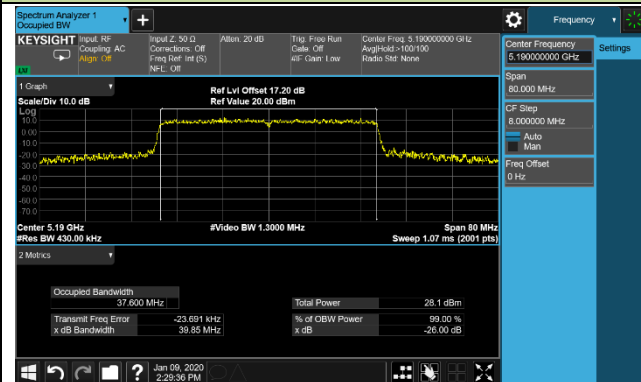 Spectrum Analyzer 1
Occupied BW
Frequency
KEYSIGHT
Input: RF
Coupling: AC
Align: Off
Input Z: 50 Ω
Corrections: Off
Freq Ref: Int (S)
NFE: Off
Atten: 20 dB
Trig: Free Run
Gate: Off
#IF Gain: Low
Center Freq: 5.190000000 GHz
Avg|Hold:>100/100
Radio Std: None
Center Frequency
5.190000000 GHz
Settings
Span
80.000 MHz
CF Step
8.000000 MHz
Auto
Man
Freq Offset
0 Hz
1 Graph
Scale/Div 10.0 dB
Ref Lvl Offset 17.20 dB
Ref Value 20.00 dBm
Log
10.0
0.00
-10.0
-20.0
-30.0
-40.0
-50.0
-60.0
-70.0
Center 5.19 GHz
#Video BW 1.3000 MHz
Span 80 MHz
#Res BW 430.00 kHz
Sweep 1.07 ms (2001 pts)
2 Metrics
Occupied Bandwidth
37.600 MHz
Total Power 28.1 dBm
Transmit Freq Error -23.691 kHz
% of OBW Power 99.00 %
x dB Bandwidth 39.85 MHz
x dB -26.00 dB
Jan 09, 2020
2:29:36 PM